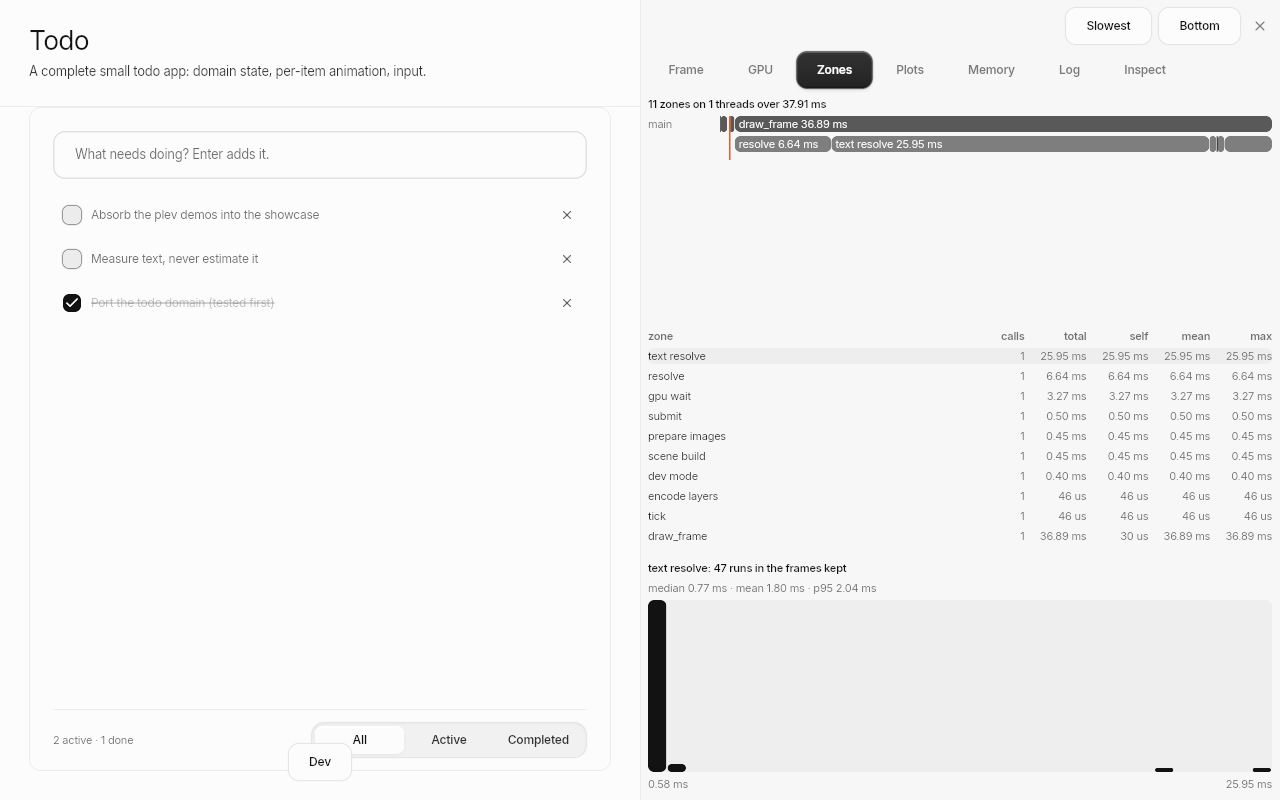 Todo
A complete small todo app: domain state, per-item animation, input.
What needs doing? Enter adds it.
Absorb the plev demos into the showcase
Measure text, never estimate it
Port the todo domain (tested first)
2 active · 1 done
All
Active
Completed
Dev
Slowest
Bottom
Frame
GPU
Zones
Plots
Memory
Log
Inspect
11 zones on 1 threads over 37.91 ms
main
draw_frame 36.89 ms
resolve 6.64 ms
text resolve 25.95 ms
zone calls total self mean max
text resolve 1 25.95 ms 25.95 ms 25.95 ms 25.95 ms
resolve 1 6.64 ms 6.64 ms 6.64 ms 6.64 ms
gpu wait 1 3.27 ms 3.27 ms 3.27 ms 3.27 ms
submit 1 0.50 ms 0.50 ms 0.50 ms 0.50 ms
prepare images 1 0.45 ms 0.45 ms 0.45 ms 0.45 ms
scene build 1 0.45 ms 0.45 ms 0.45 ms 0.45 ms
dev mode 1 0.40 ms 0.40 ms 0.40 ms 0.40 ms
encode layers 1 46 us 46 us 46 us 46 us
tick 1 46 us 46 us 46 us 46 us
draw_frame 1 36.89 ms 30 us 36.89 ms 36.89 ms
text resolve: 47 runs in the frames kept
median 0.77 ms · mean 1.80 ms · p95 2.04 ms
0.58 ms
25.95 ms